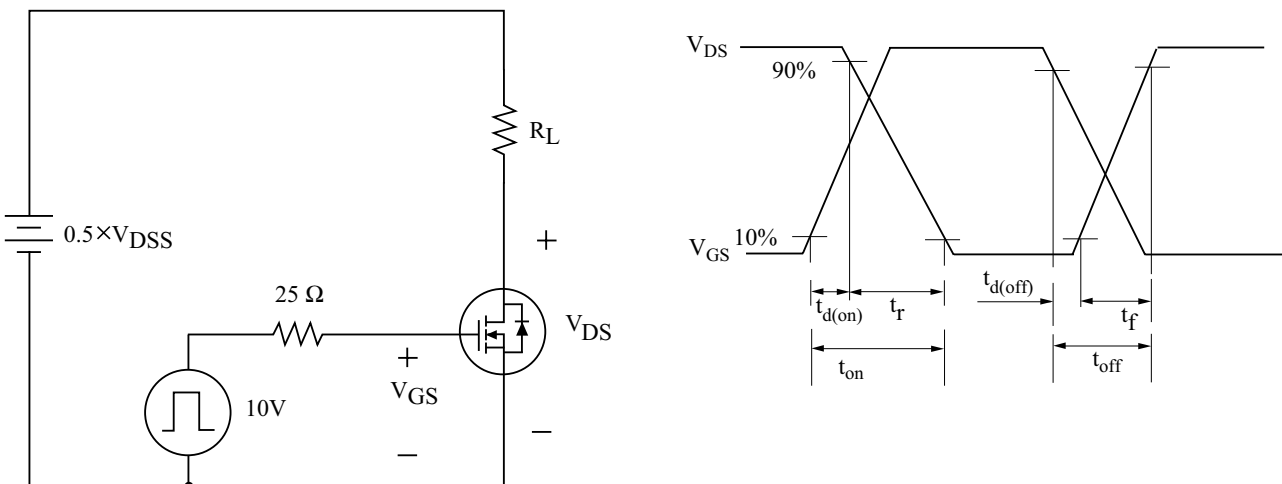 R_L
0.5×V_DSS
+
25 Ω
V_DS
+
V_GS
10V
−
−
V_DS
90%
10%
V_GS
t_d(on)
t_r
t_d(off)
t_f
t_on
t_off